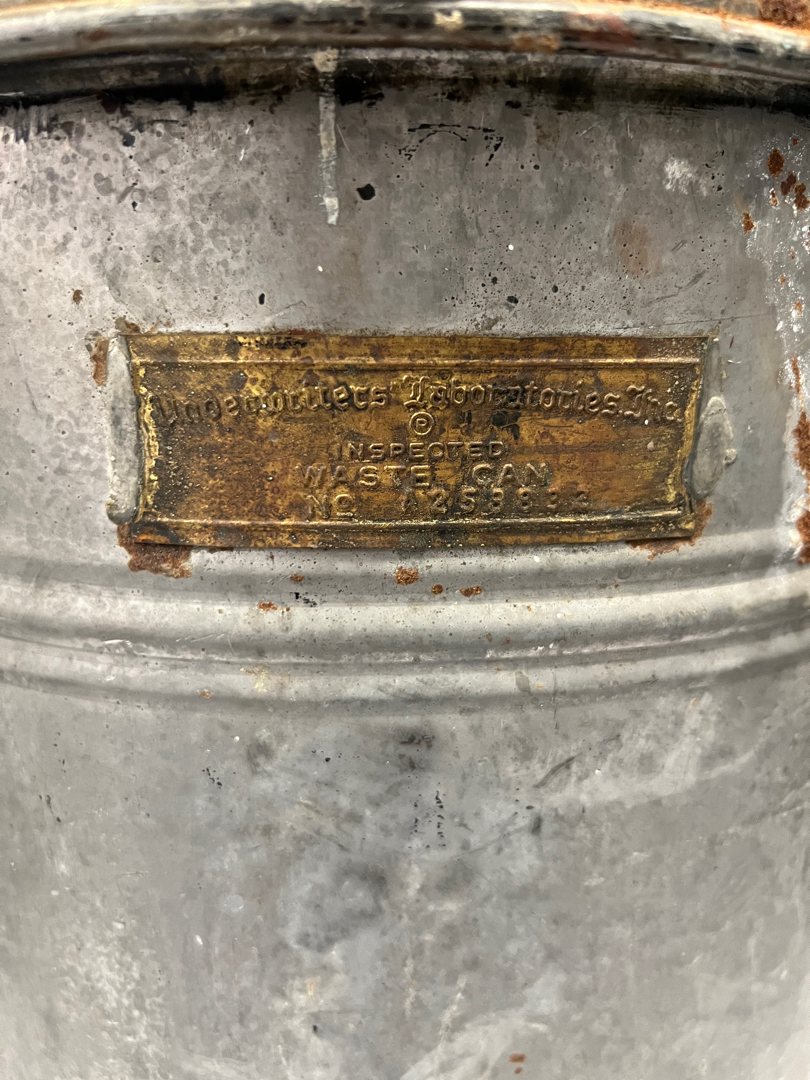 Underwriters' Laboratories. Inc.
Ⓟ
INSPECTED
WASTE CAN
Nº